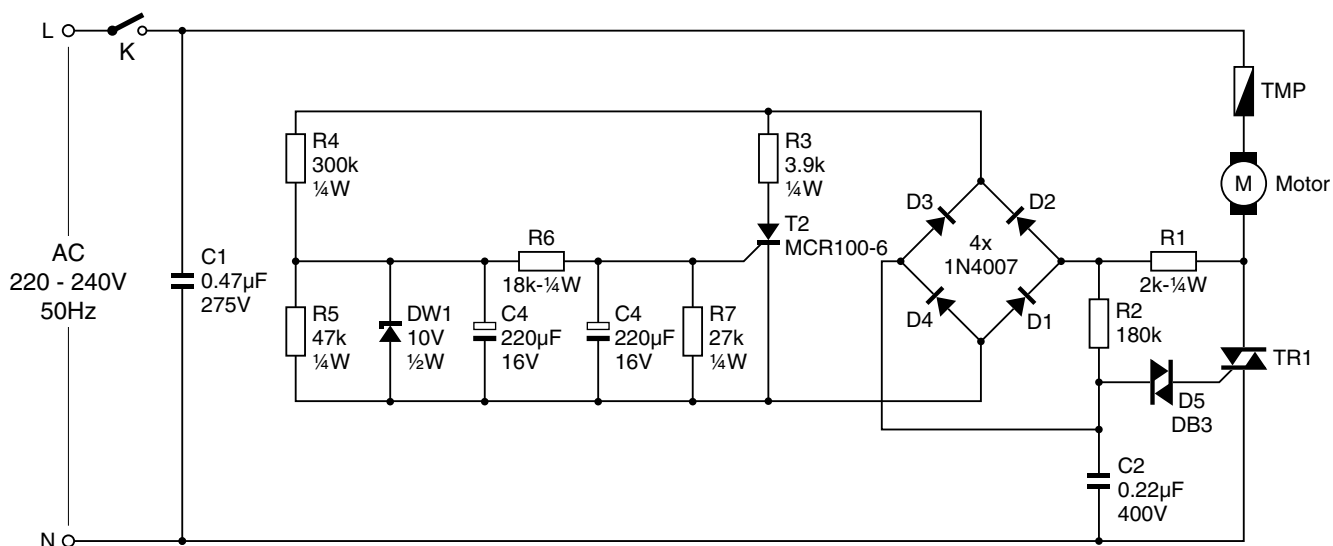 L
K
AC
220 - 240V
50Hz
N
C1
0.47µF
275V
R4
300k
¼W
R5
47k
¼W
DW1
10V
½W
C4
220µF
16V
R6
18k-¼W
C4
220µF
16V
R7
27k
¼W
R3
3.9k
¼W
T2
MCR100-6
D3
D2
4x
1N4007
D4
D1
R1
2k-¼W
R2
180k
D5
DB3
C2
0.22µF
400V
TMP
M
Motor
TR1